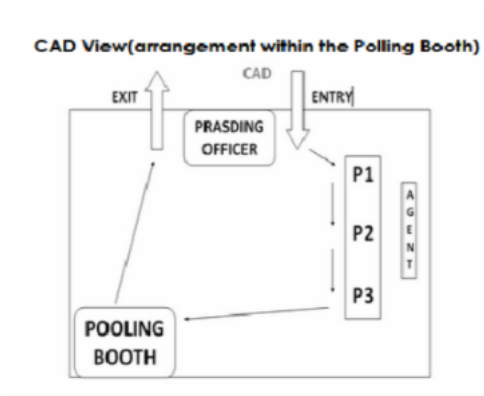 CAD View(arrangement within the Polling Booth)
CAD
EXIT
ENTRY
PRASDING
OFFICER
P1
P2
P3
A
G
E
N
T
POOLING
BOOTH